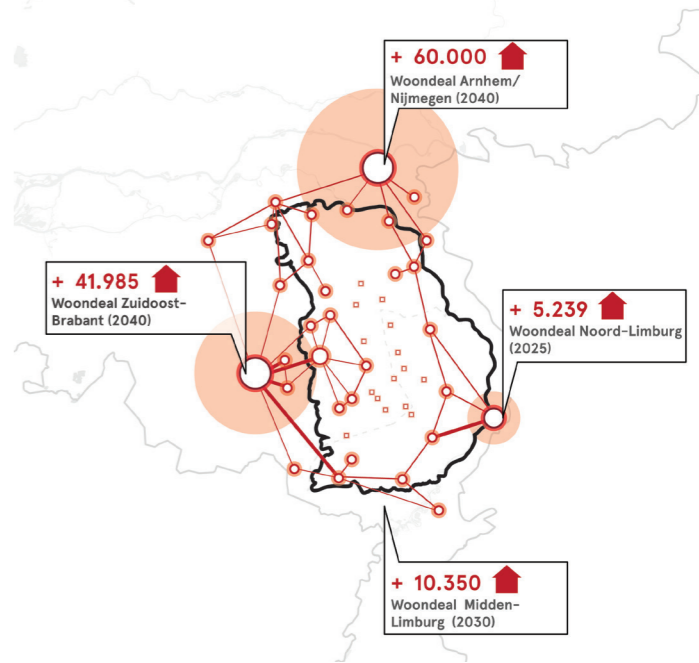 + 60.000
Woondeal Arnhem/
Nijmegen (2040)
+ 41.985
Woondeal Zuidoost-
Brabant (2040)
+ 5.239
Woondeal Noord-Limburg
(2025)
+ 10.350
Woondeal Midden-
Limburg (2030)